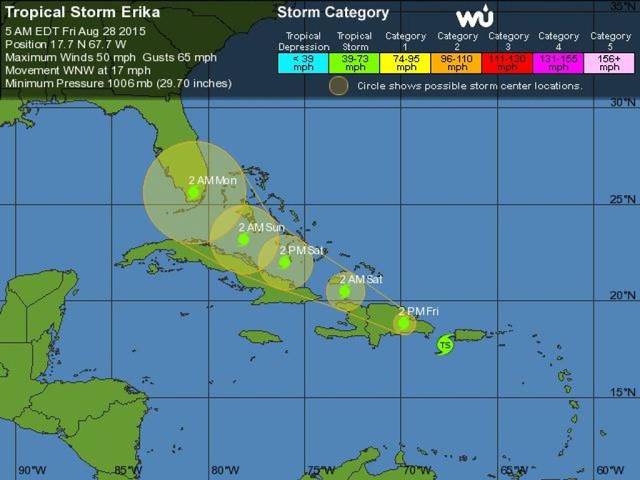 Tropical Storm Erika
5 AM EDT Fri Aug 28 2015
Position 17.7 N 67.7 W
Maximum Winds 50 mph Gusts 65 mph
Movement WNW at 17 mph
Minimum Pressure 1006 mb (29.70 inches)
Storm Category
wu
Tropical Depression
Tropical Storm
Category 1
Category 2
Category 3
Category 4
Category 5
< 39 mph
39-73 mph
74-95 mph
96-110 mph
111-130 mph
131-155 mph
156+ mph
Circle shows possible storm center locations.
35°N
30°N
25°N
20°N
15°N
2 AM Mon
2 AM Sun
2 PM Sat
2 AM Sat
2 PM Fri
TS
90°W
85°W
80°W
75°W
70°W
65°W
60°W